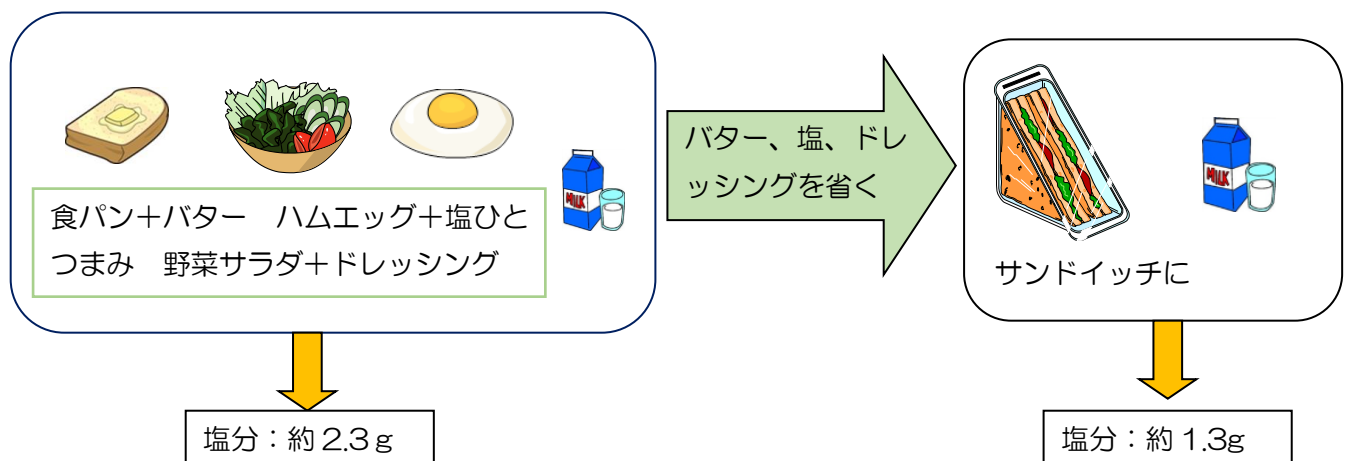 食パン+バター　ハムエッグ+塩ひと
つまみ　野菜サラダ+ドレッシング
MILK
バター、塩、ドレ
ッシングを省く
MILK
サンドイッチに
塩分：約2.3g
塩分：約1.3g